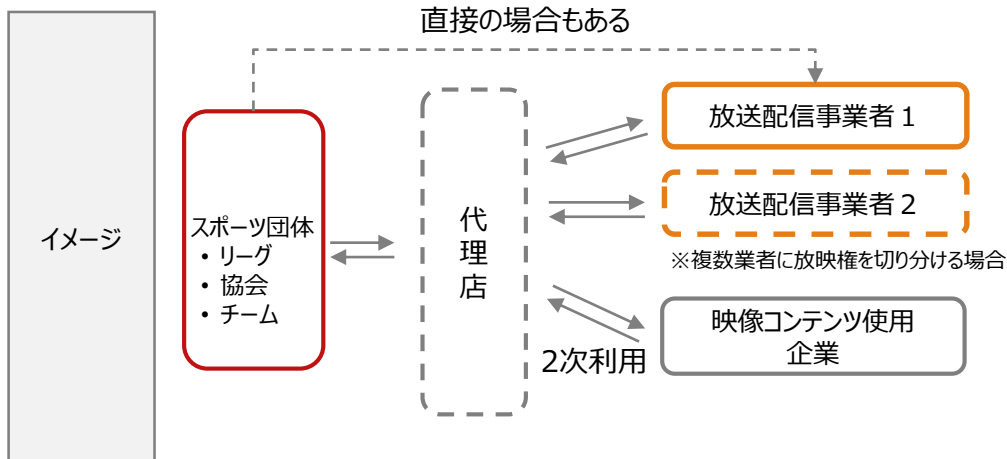 直接の場合もある
イメージ
スポーツ団体
・リーグ
・協会
・チーム
代
理
店
放送配信事業者１
放送配信事業者２
※複数業者に放映権を切り分ける場合
映像コンテンツ使用
企業
2次利用